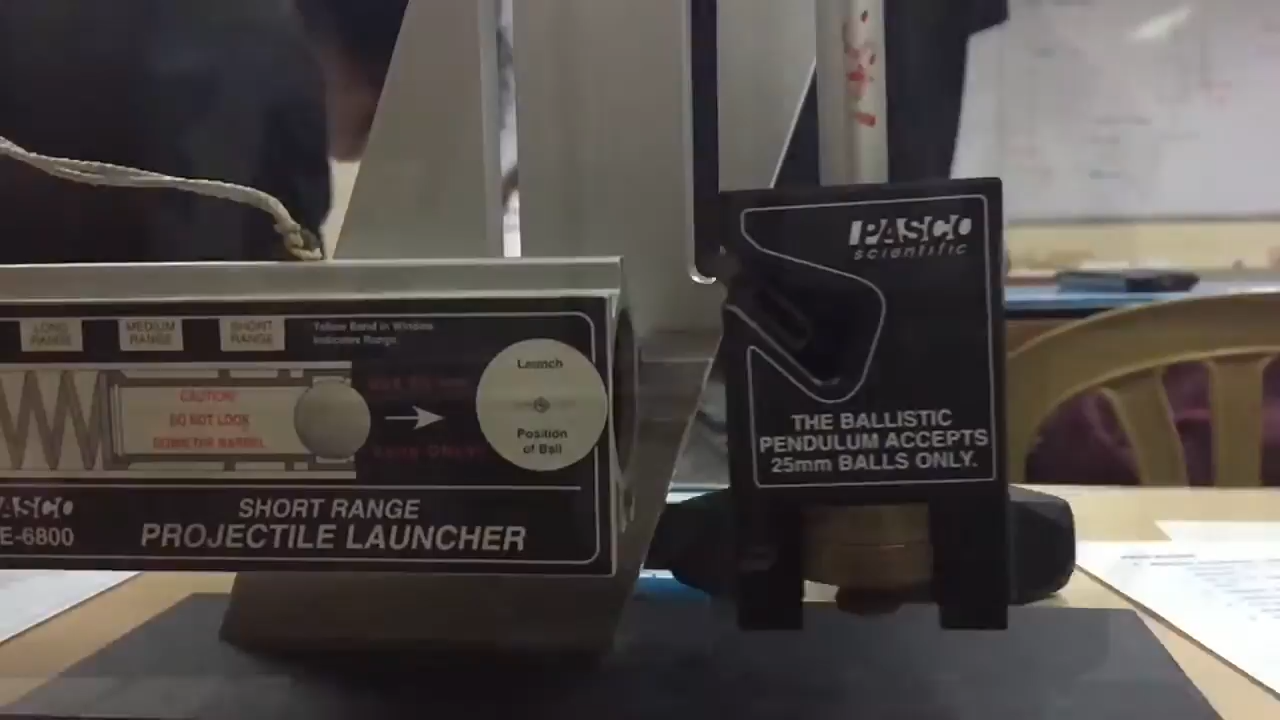 LONG
RANGE
MEDIUM
RANGE
SHORT
RANGE
Yellow Band in Window
Indicates Range.
CAUTION!
DO NOT LOOK
DOWN THE BARREL
Launch
Position
of Ball
ASCO
E-6800
SHORT RANGE
PROJECTILE LAUNCHER
PASCO
scientific
THE BALLISTIC
PENDULUM ACCEPTS
25mm BALLS ONLY.